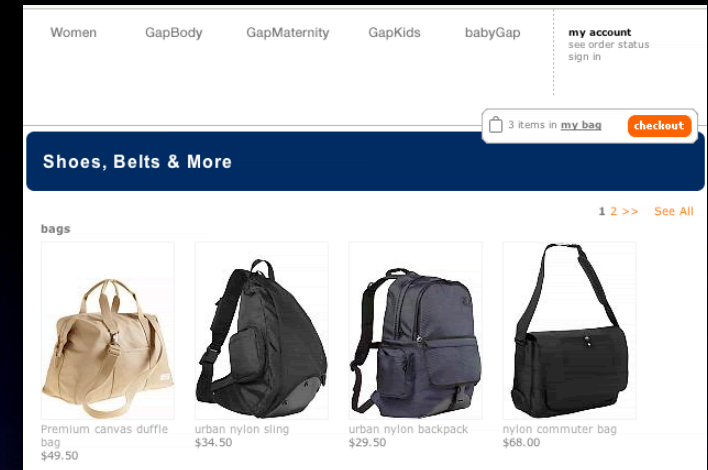 Women GapBody GapMaternity GapKids babyGap
my account
see order status
sign in
3 items in my bag checkout
Shoes, Belts & More
1 2 >> See All
bags
Premium canvas duffle bag
$49.50
urban nylon sling
$34.50
urban nylon backpack
$29.50
nylon commuter bag
$68.00